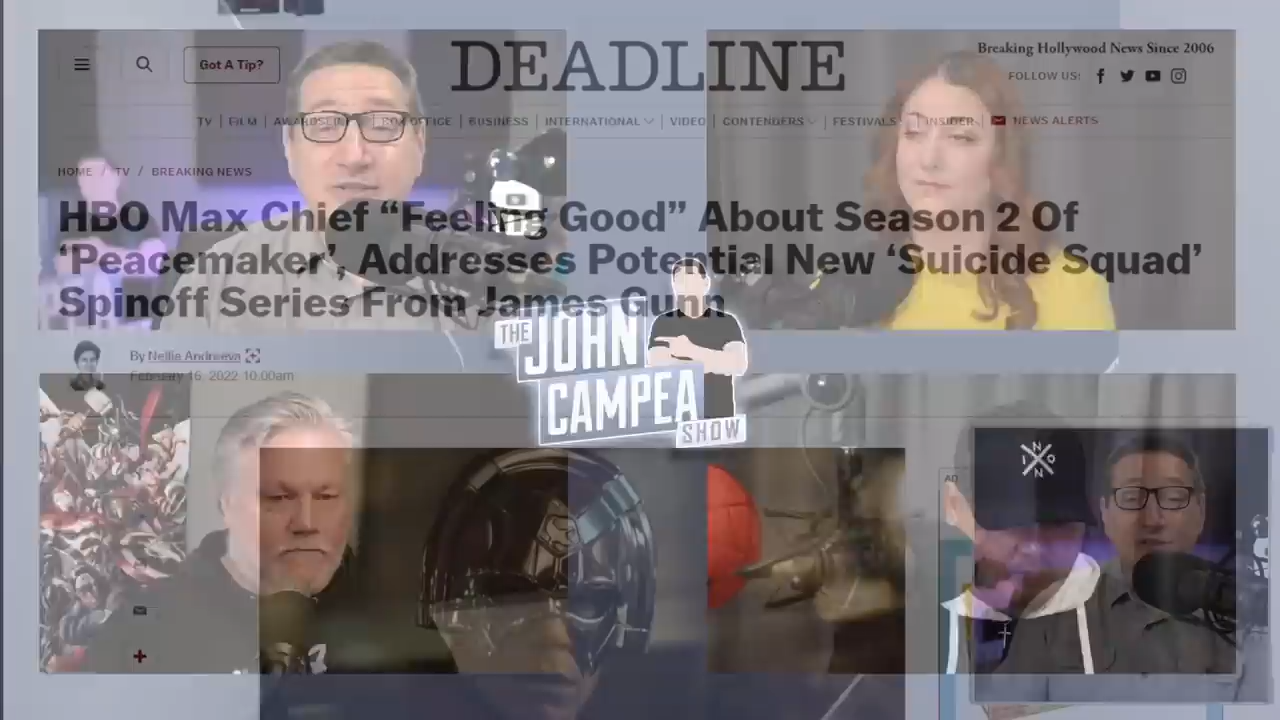 DEADLINE
Breaking Hollywood News Since 2006
Got A Tip?
FOLLOW US:
TV | FILM | AWARDSLINE | BOX OFFICE | BUSINESS | INTERNATIONAL | VIDEO | CONTENDERS | FESTIVALS | INSIDER NEWS ALERTS
HOME / TV / BREAKING NEWS
HBO Max Chief “Feeling Good” About Season 2 Of
‘Peacemaker’, Addresses Potential New ‘Suicide Squad’
Spinoff Series From James Gunn
THE
JOHN
CAMPEA
SHOW
By Nellie Andreeva
February 16, 2022 10:00am
AD
N
I O
N